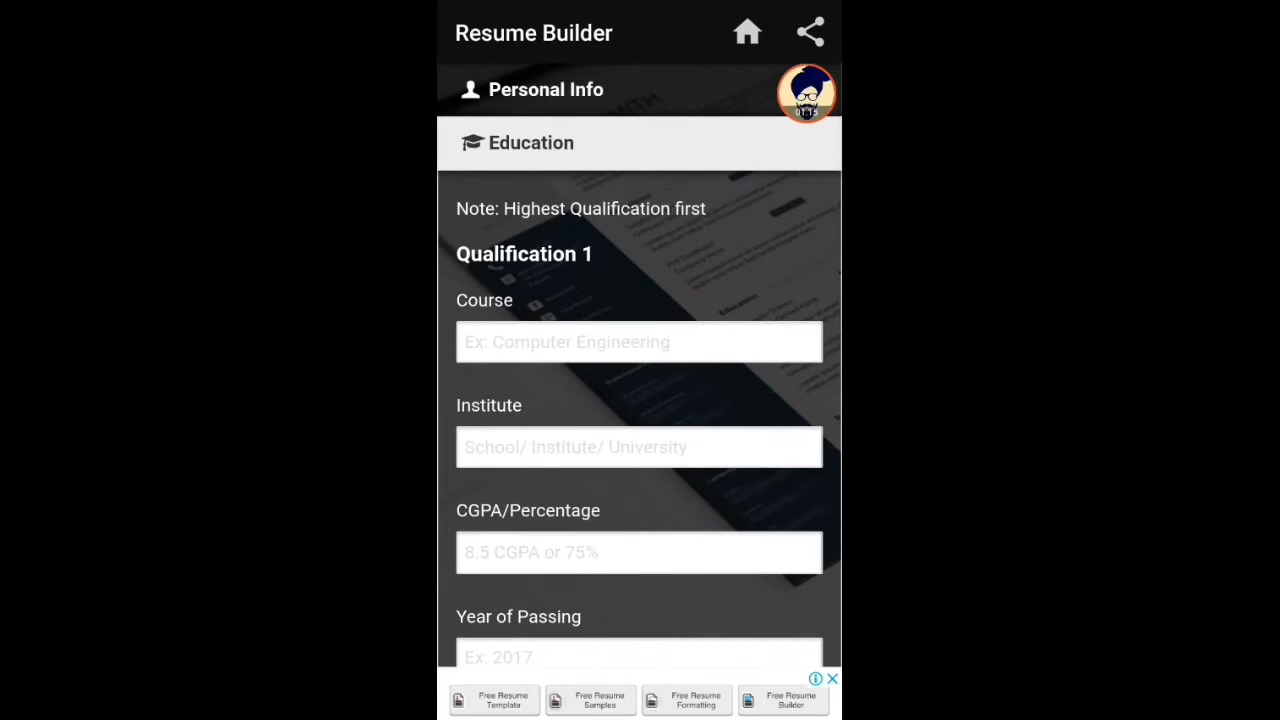 Resume Builder
Personal Info
01:15
Education
Note: Highest Qualification first
Qualification 1
Course
Ex: Computer Engineering
Institute
School/ Institute/ University
CGPA/Percentage
8.5 CGPA or 75%
Year of Passing
Ex: 2017
Free Resume Template
Free Resume Samples
Free Resume Formatting
Free Resume Builder